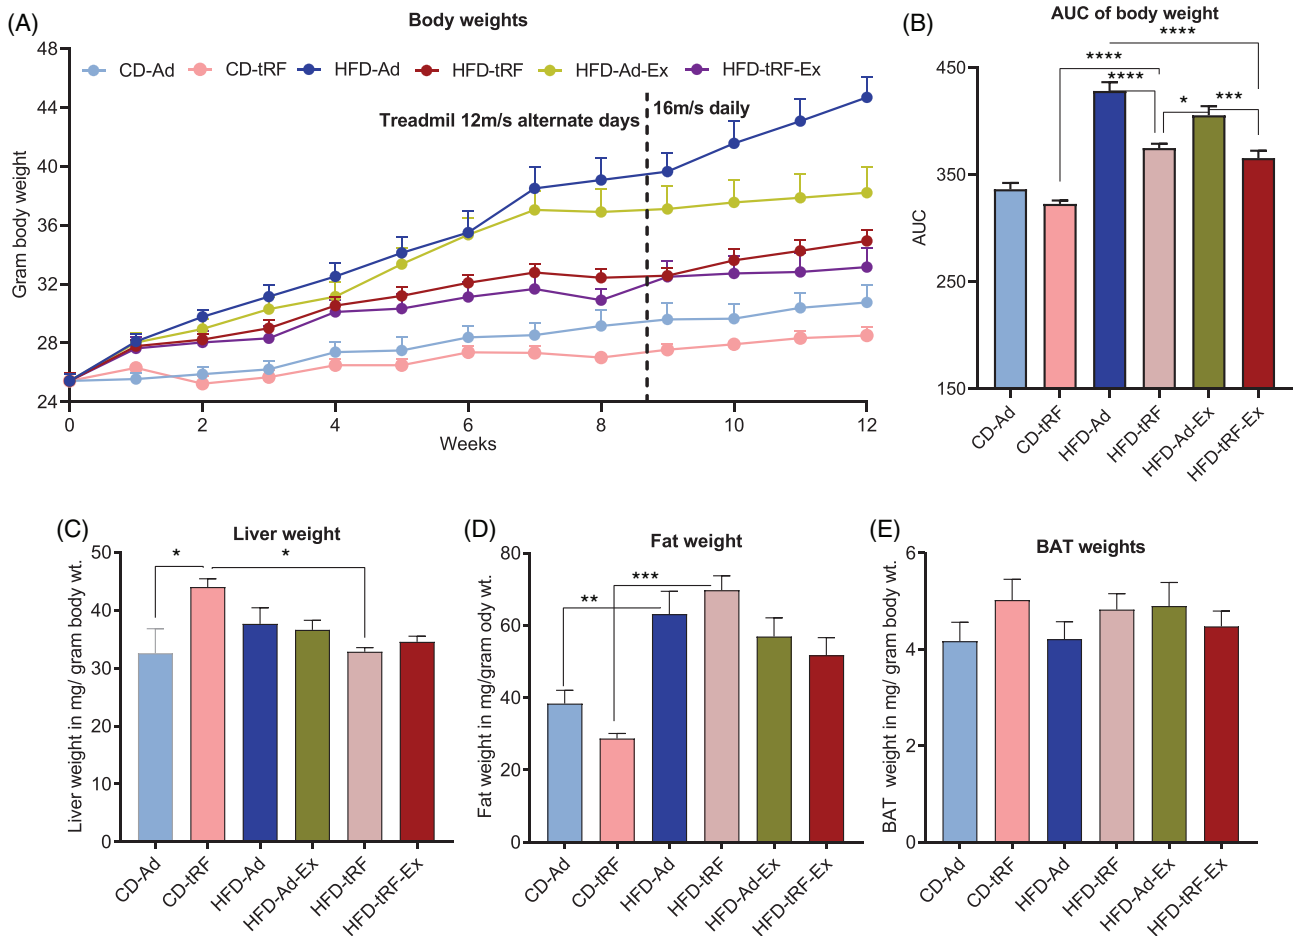 (A)
Body weights
CD-Ad CD-tRF HFD-Ad HFD-tRF HFD-Ad-Ex HFD-tRF-Ex
Treadmil 12m/s alternate days
16m/s daily
Gram body weight
48
44
40
36
32
28
24
0 2 4 6 8 10 12
Weeks
(B)
AUC of body weight
****
****
****
*
***
AUC
450
350
250
150
CD-Ad
CD-tRF
HFD-Ad
HFD-tRF
HFD-Ad-Ex
HFD-tRF-Ex
(C)
Liver weight
* *
Liver weight in mg/ gram body wt.
50
40
30
20
10
0
CD-Ad
CD-tRF
HFD-Ad
HFD-Ad-Ex
HFD-tRF
HFD-tRF-Ex
(D)
Fat weight
***
**
Fat weight in mg/gram body wt.
80
60
40
20
0
CD-Ad
CD-tRF
HFD-Ad
HFD-tRF
HFD-Ad-Ex
HFD-tRF-Ex
(E)
BAT weights
BAT weight in mg/ gram body wt.
6
4
2
0
CD-Ad
CD-tRF
HFD-Ad
HFD-tRF
HFD-Ad-Ex
HFD-tRF-Ex